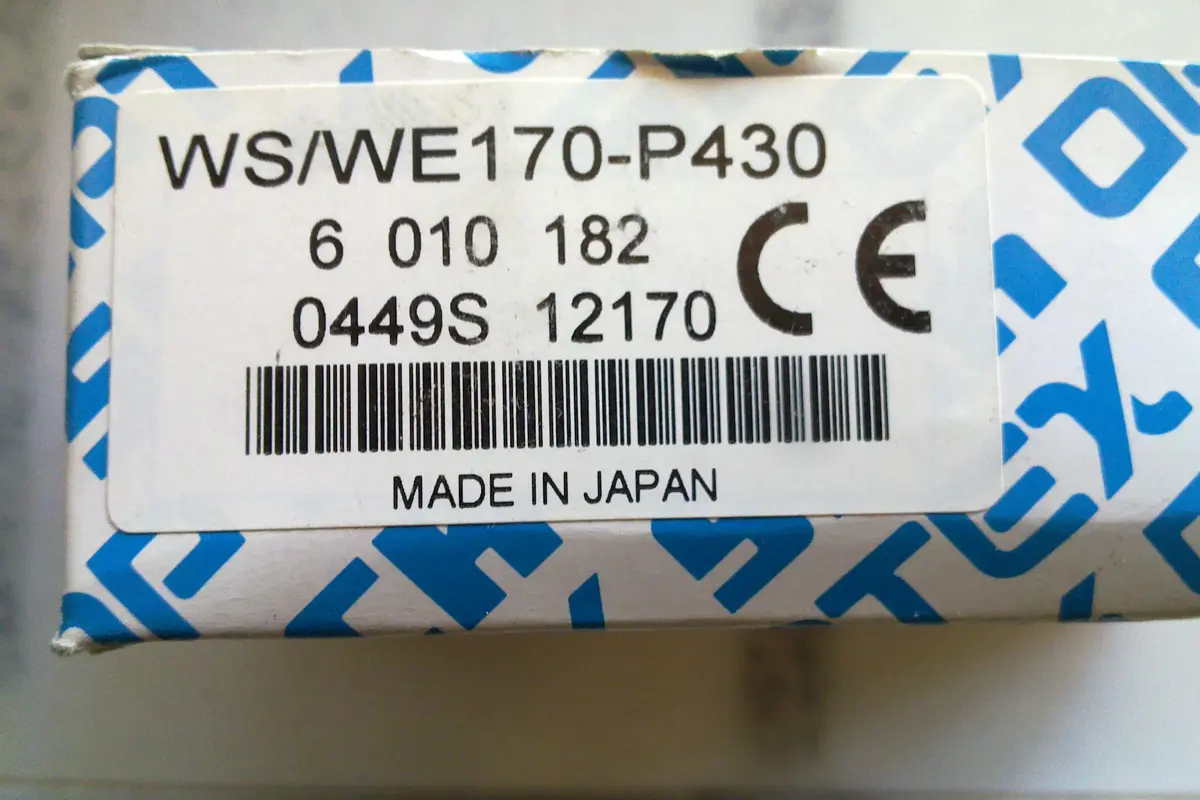 WS/WE170-P430
6 010 182
0449S 12170
CE
MADE IN JAPAN